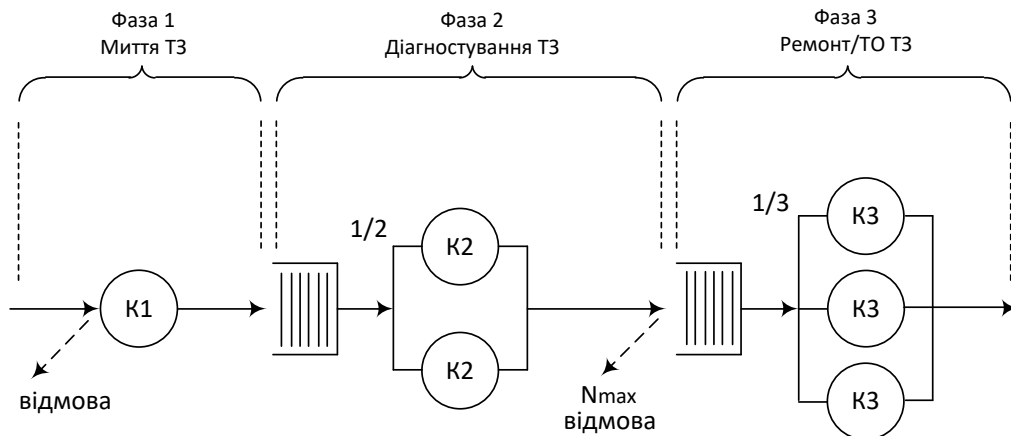 Фаза 1
Миття ТЗ
Фаза 2
Діагностування ТЗ
Фаза 3
Ремонт/ТО ТЗ
1/2
1/3
К1
К2
К2
К3
К3
К3
відмова
Nmax
відмова